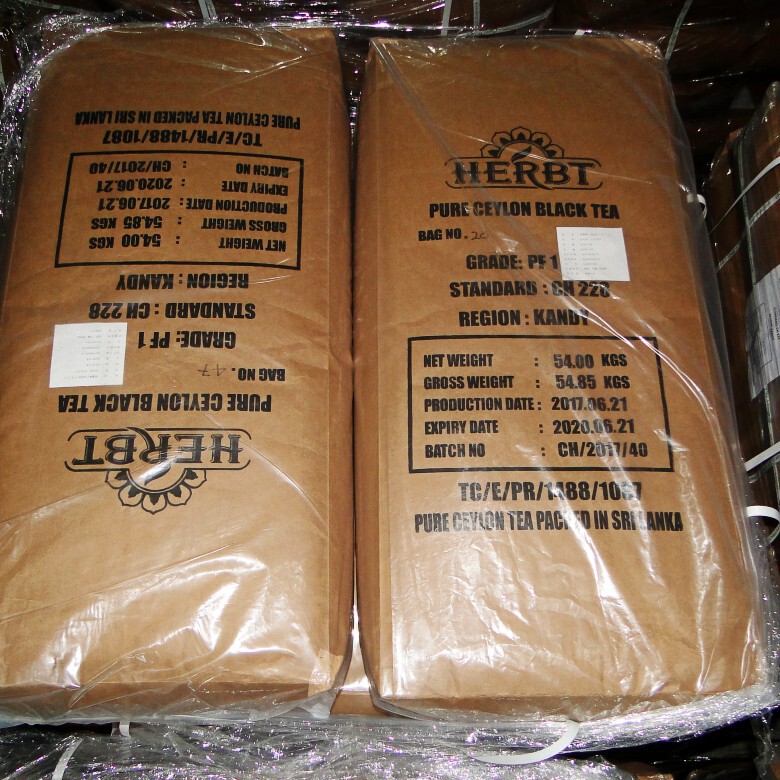 HERBT
PURE CEYLON BLACK TEA
BAG NO. 47
GRADE: PF 1
STANDARD : CH 228
REGION : KANDY
NET WEIGHT : 54.00 KGS
GROSS WEIGHT : 54.85 KGS
PRODUCTION DATE: 2017.06.21
EXPIRY DATE : 2020.06.21
BATCH NO : CH/2017/40
TC/E/PR/1488/1087
PURE CEYLON TEA PACKED IN SRI LANKA
HERBT
PURE CEYLON BLACK TEA
BAG NO.
GRADE: PF 1
STANDARD : CH 228
REGION : KANDY
NET WEIGHT : 54.00 KGS
GROSS WEIGHT : 54.85 KGS
PRODUCTION DATE : 2017.06.21
EXPIRY DATE : 2020.06.21
BATCH NO : CH/2017/40
TC/E/PR/1488/1087
PURE CEYLON TEA PACKED IN SRI LANKA